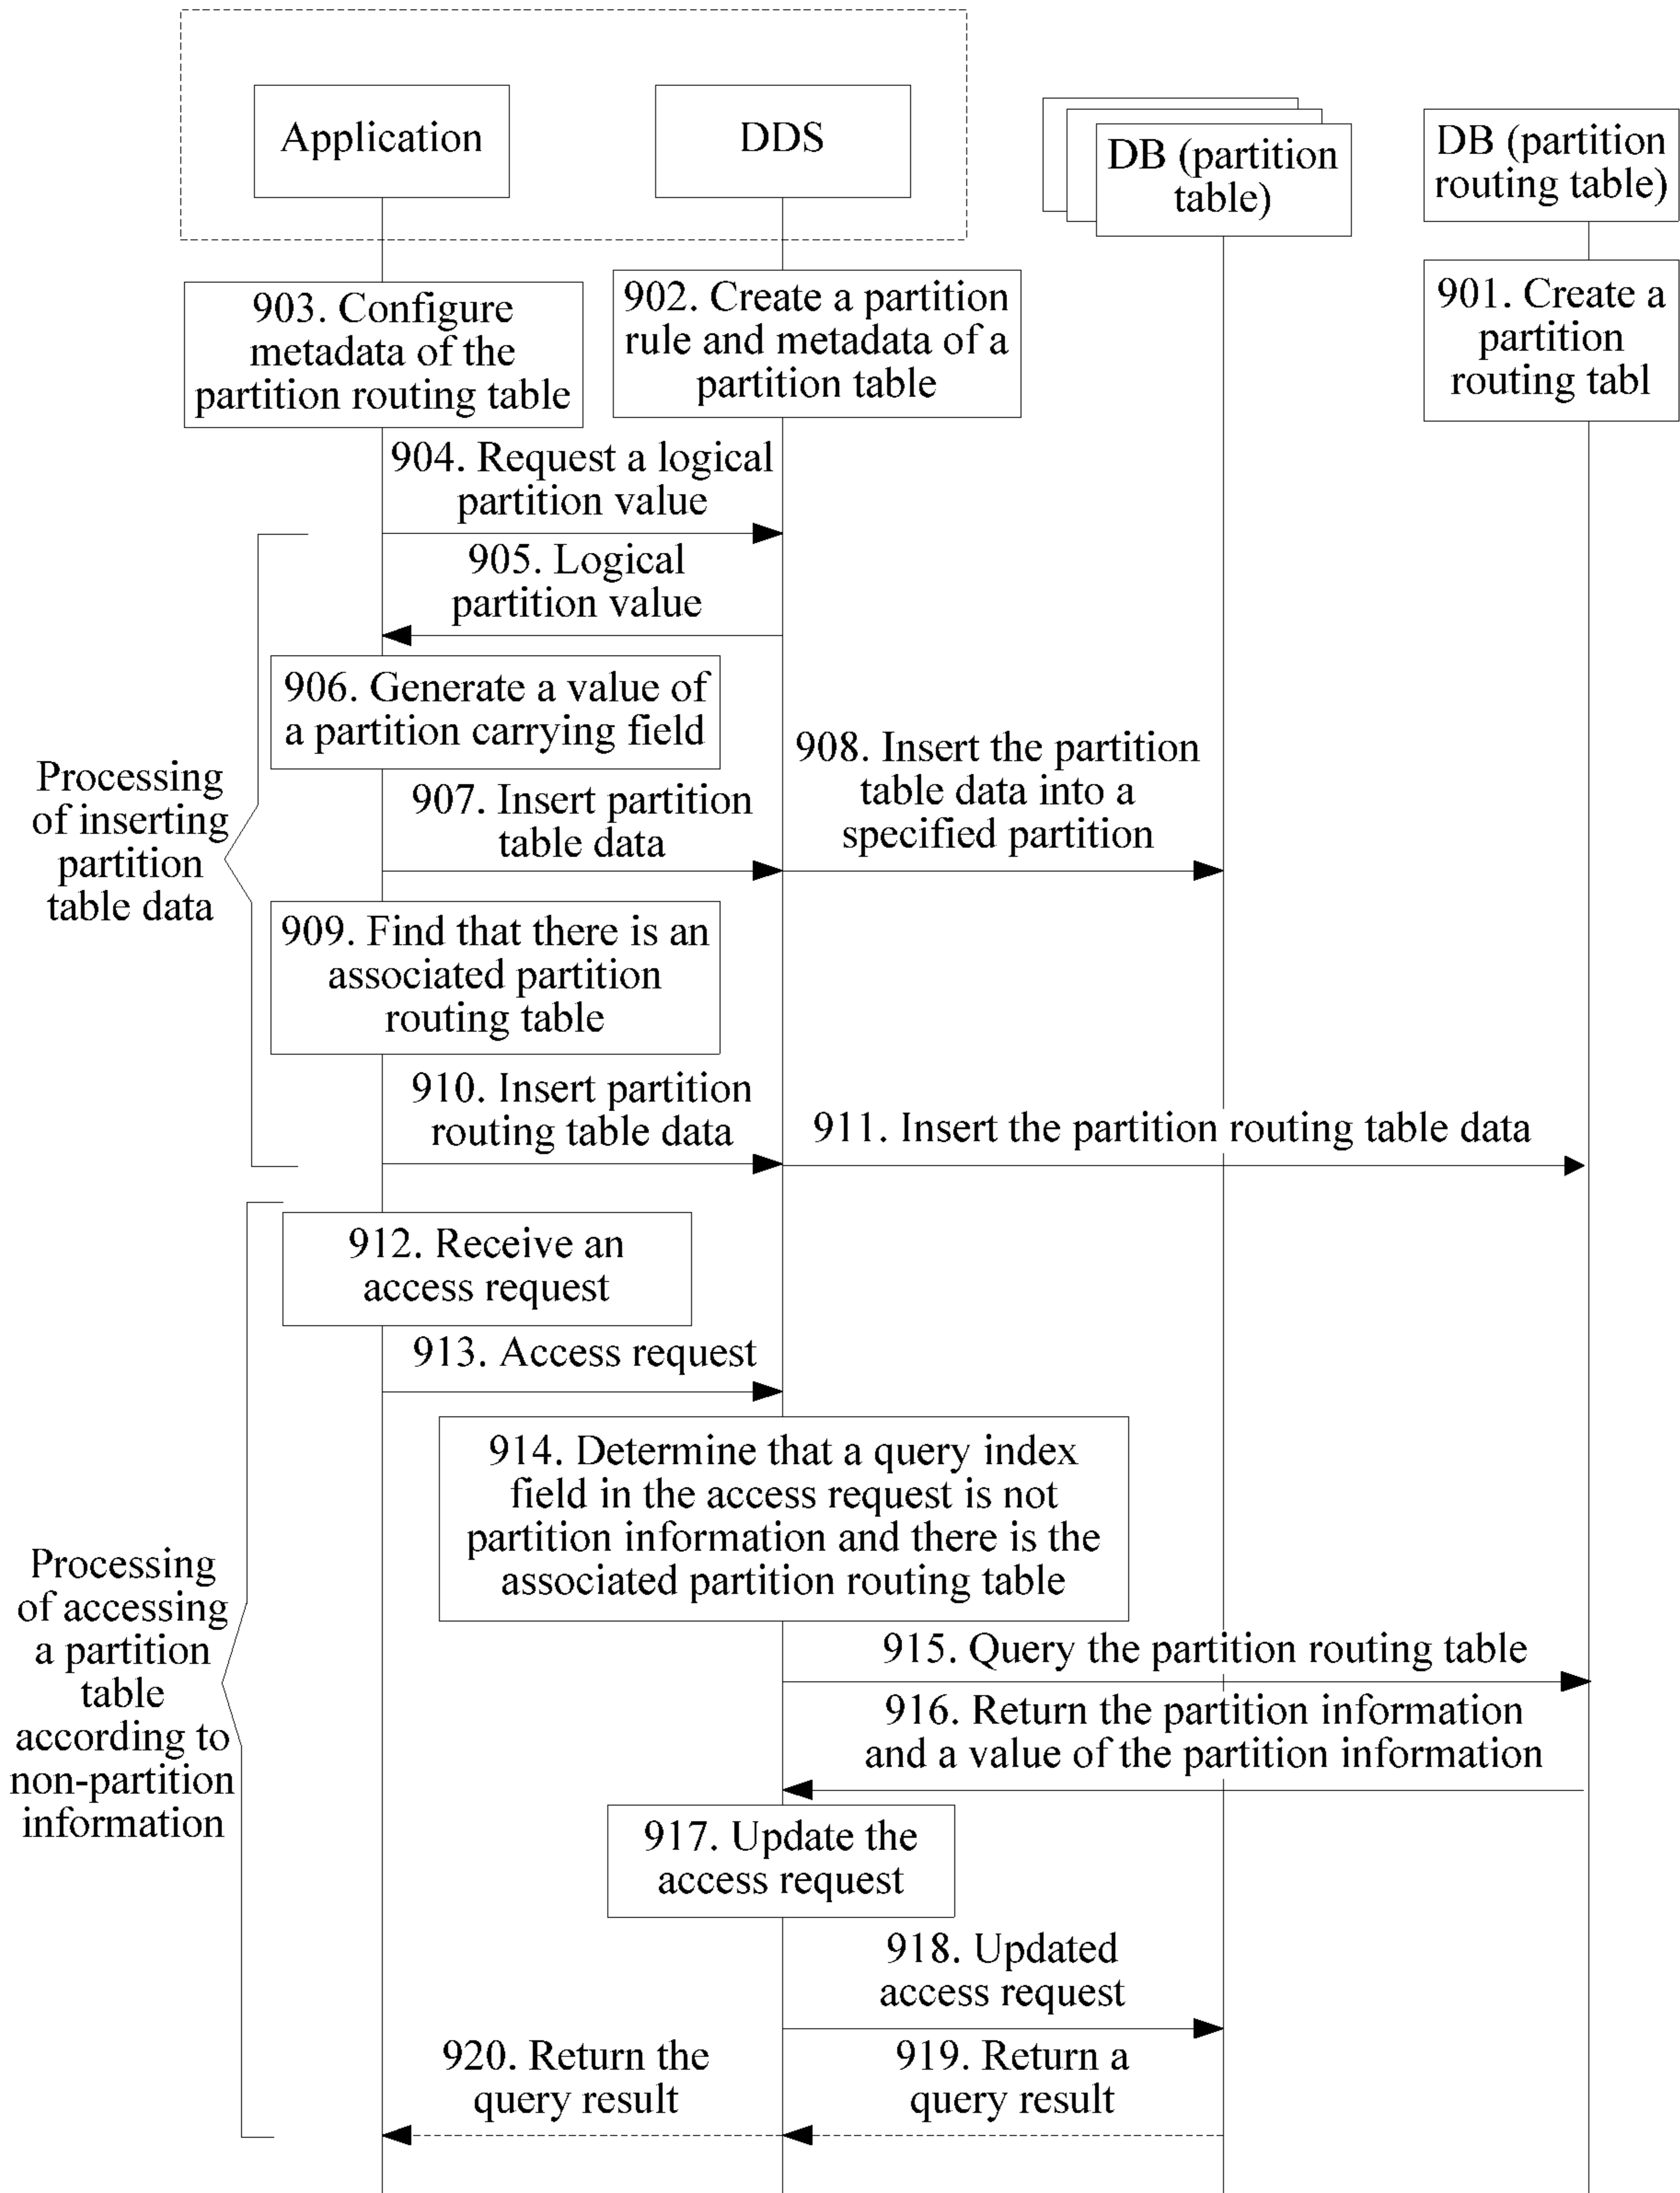 Application
DDS
DB (partition
table)
DB (partition
routing table)
903. Configure
metadata of the
partition routing table
902. Create a partition
rule and metadata of a
partition table
901. Create a
partition
routing tabl
904. Request a logical
partition value
905. Logical
partition value
906. Generate a value of
a partition carrying field
Processing
of inserting
partition
table data
907. Insert partition
table data
908. Insert the partition
table data into a
specified partition
909. Find that there is an
associated partition
routing table
910. Insert partition
routing table data
911. Insert the partition routing table data
912. Receive an
access request
913. Access request
914. Determine that a query index
field in the access request is not
partition information and there is the
associated partition routing table
Processing
of accessing
a partition
table
according to
non-partition
information
915. Query the partition routing table
916. Return the partition information
and a value of the partition information
917. Update the
access request
918. Updated
access request
920. Return the
query result
919. Return a
query result